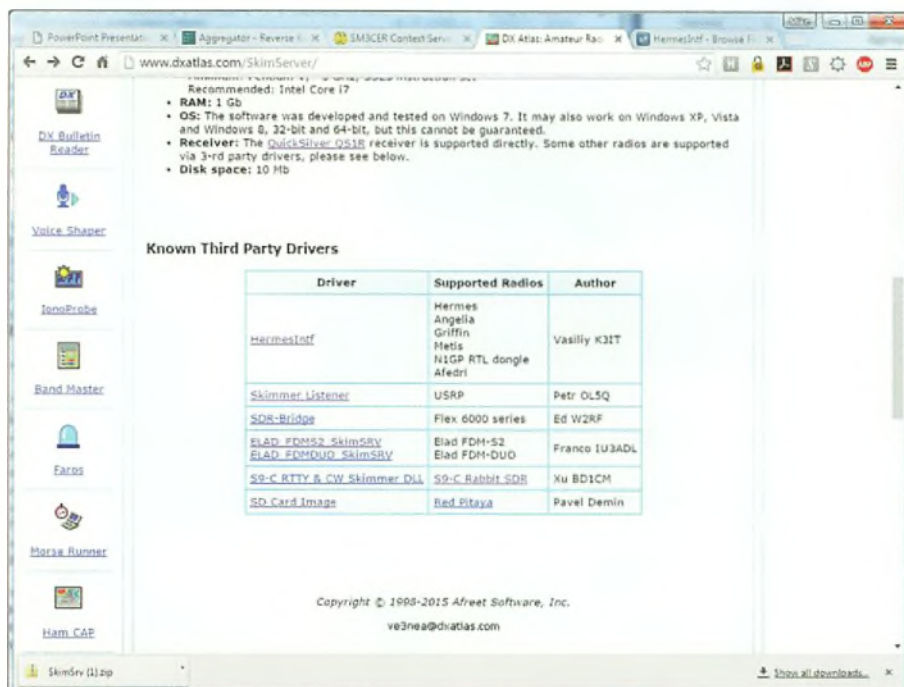 PowerPoint Presentati
Aggregator - Reverse
SM3CER Contest Serv
DX Atlas: Amateur Rad
HermesIntf - Browse F
www.dxatlas.com/SkimServer/
Recommended: Intel Core i7
• RAM: 1 Gb
• OS: The software was developed and tested on Windows 7. It may also work on Windows XP, Vista
and Windows 8, 32-bit and 64-bit, but this cannot be guaranteed.
• Receiver: The QuickSilver QS1R receiver is supported directly. Some other radios are supported
via 3-rd party drivers, please see below.
• Disk space: 10 Mb
DX Bulletin
Reader
Voice Shaper
IonoProbe
Band Master
Faros
Morse Runner
Ham CAP
Known Third Party Drivers
Driver Supported Radios Author
HermesIntf
Hermes
Angelia
Griffin
Metis
N1GP RTL dongle
Afedri
Vasiliy K3IT
Skimmer Listener USRP Petr OL5Q
SDR-Bridge Flex 6000 series Ed W2RF
ELAD FDMS2 SkimSRV Elad FDM-S2
ELAD FDMDUO SkimSRV Elad FDM-DUO
Franco IU3ADL
S9-C RTTY & CW Skimmer DLL S9-C Rabbit SDR Xu BD1CM
SD Card Image Red Pitaya Pavel Demin
Copyright © 1998-2015 Afreet Software, Inc.
ve3nea@dxatlas.com
SkimSrv (1).zip
Show all downloads...